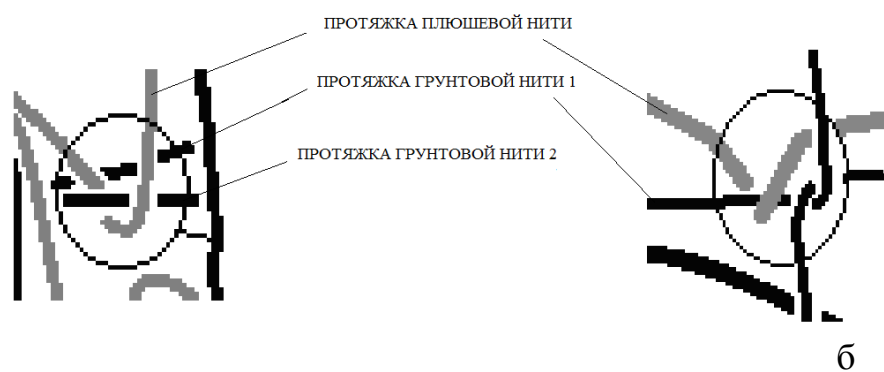 ПРОТЯЖКА ПЛЮШЕВОЙ НИТИ
ПРОТЯЖКА ГРУНТОВОЙ НИТИ 1
ПРОТЯЖКА ГРУНТОВОЙ НИТИ 2
б